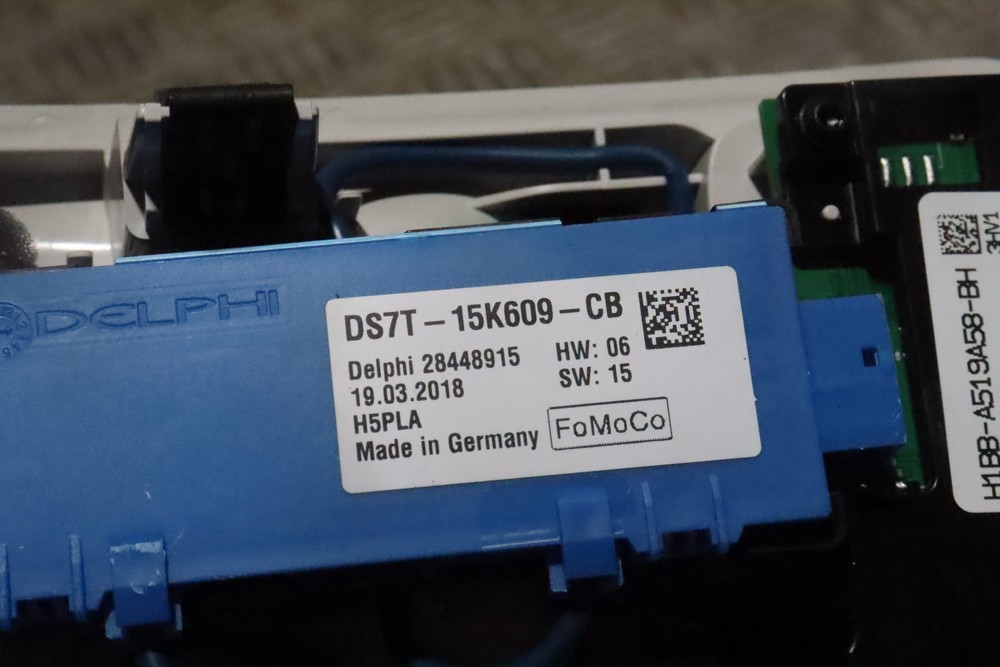 DELPHI
DS7T-15K609-CB
Delphi 28448915
HW: 06
19.03.2018
SW: 15
H5PLA
Made in Germany
FoMoCo
3HV1
H1BB-A519A58-BH